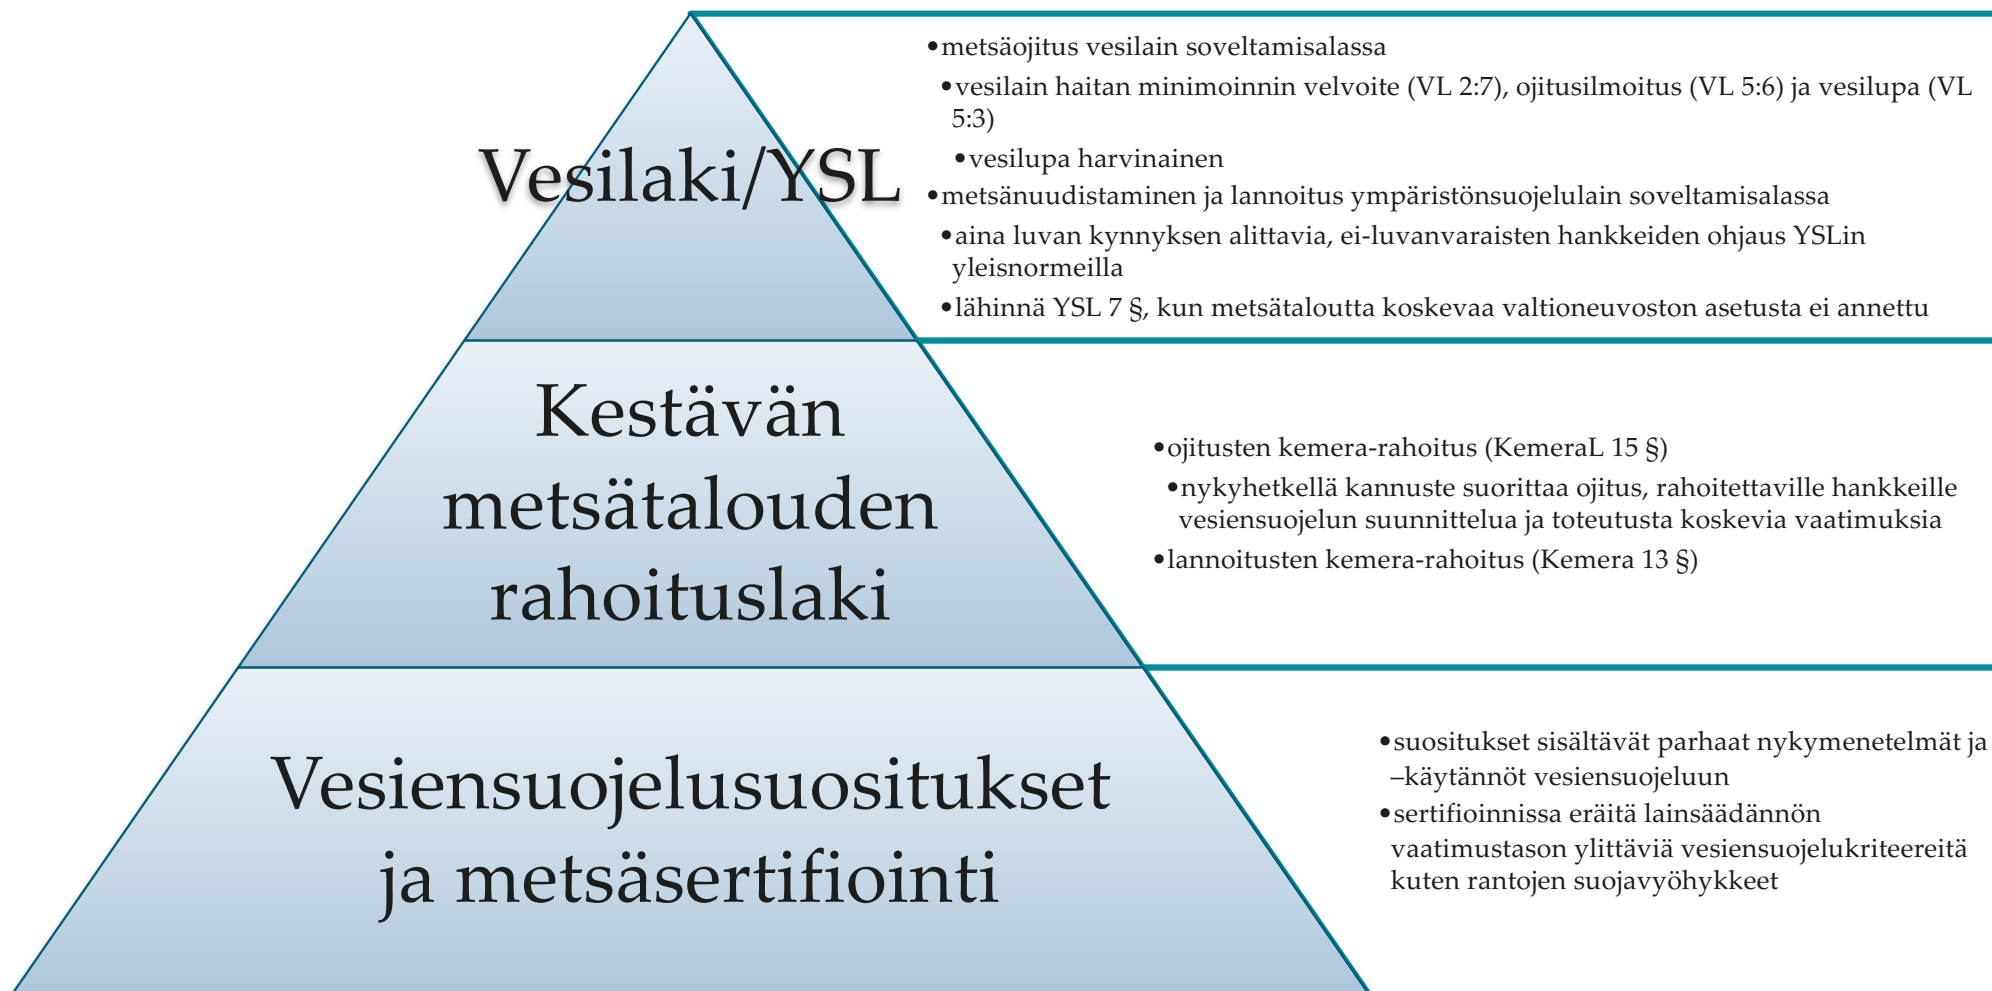 Vesilaki/YSL
•metsäojitus vesilain soveltamisalassa
•vesilain haitan minimoinnin velvoite (VL 2:7), ojitusilmoitus (VL 5:6) ja vesilupa (VL
5:3)
•vesilupa harvinainen
•metsänuudistaminen ja lannoitus ympäristönsuojelulain soveltamisalassa
•aina luvan kynnyksen alittavia, ei-luvanvaraisten hankkeiden ohjaus YSLin
yleisnormeilla
•lähinnä YSL 7 §, kun metsätaloutta koskevaa valtioneuvoston asetusta ei annettu
Kestävän
metsätalouden
rahoituslaki
•ojitusten kemera-rahoitus (KemeraL 15 §)
•nykyhetkellä kannuste suorittaa ojitus, rahoitettaville hankkeille
vesiensuojelun suunnittelua ja toteutusta koskevia vaatimuksia
•lannoitusten kemera-rahoitus (Kemera 13 §)
Vesiensuojelusuositukset
ja metsäsertifiointi
•suositukset sisältävät parhaat nykymenetelmät ja
–käytännöt vesiensuojeluun
•sertifioinnissa eräitä lainsäädännön
vaatimustason ylittäviä vesiensuojelukriteereitä
kuten rantojen suojavyöhykkeet